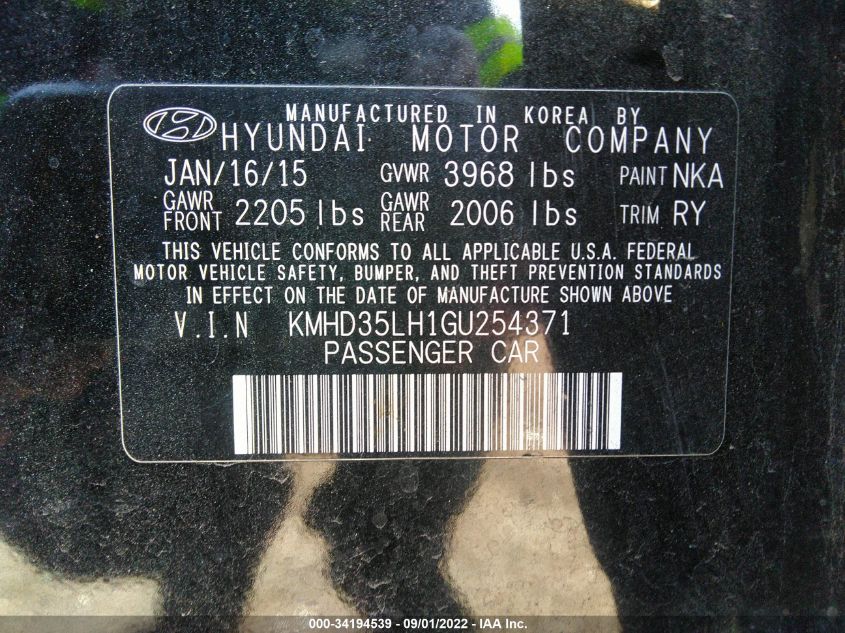 MANUFACTURED IN KOREA BY
HYUNDAI MOTOR COMPANY
JAN/16/15 GVWR 3968 lbs PAINT NKA
GAWR FRONT 2205 lbs GAWR REAR 2006 lbs TRIM RY
THIS VEHICLE CONFORMS TO ALL APPLICABLE U.S.A. FEDERAL
MOTOR VEHICLE SAFETY, BUMPER, AND THEFT PREVENTION STANDARDS
IN EFFECT ON THE DATE OF MANUFACTURE SHOWN ABOVE
V.I.N KMHD35LH1GU254371
PASSENGER CAR
000-34194539 - 09/01/2022 - IAA Inc.